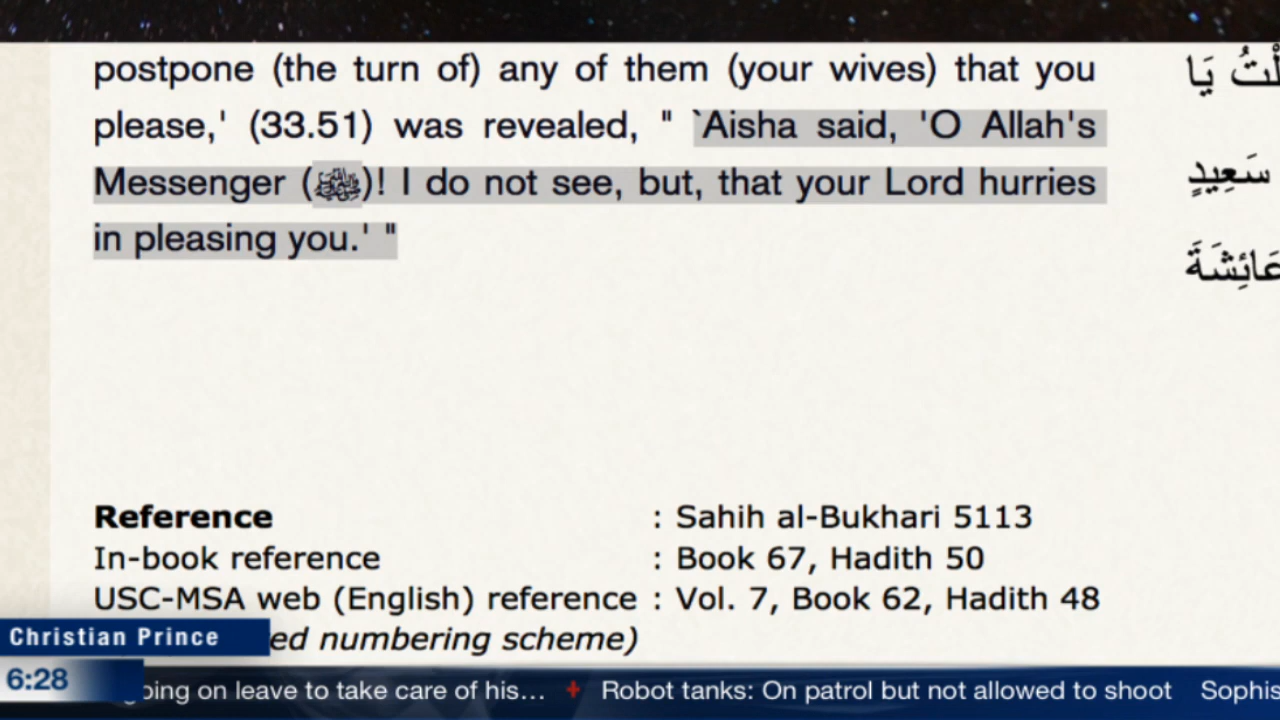 postpone (the turn of) any of them (your wives) that you
please,' (33.51) was revealed, " `Aisha said, 'O Allah's
Messenger (ﷺ)! I do not see, but, that your Lord hurries
in pleasing you.' "
يَا
سَعِيدٍ
عَائِشَةَ
Reference : Sahih al-Bukhari 5113
In-book reference : Book 67, Hadith 50
USC-MSA web (English) reference : Vol. 7, Book 62, Hadith 48
ed numbering scheme)
Christian Prince
6:28
oing on leave to take care of his... Robot tanks: On patrol but not allowed to shoot Sophis